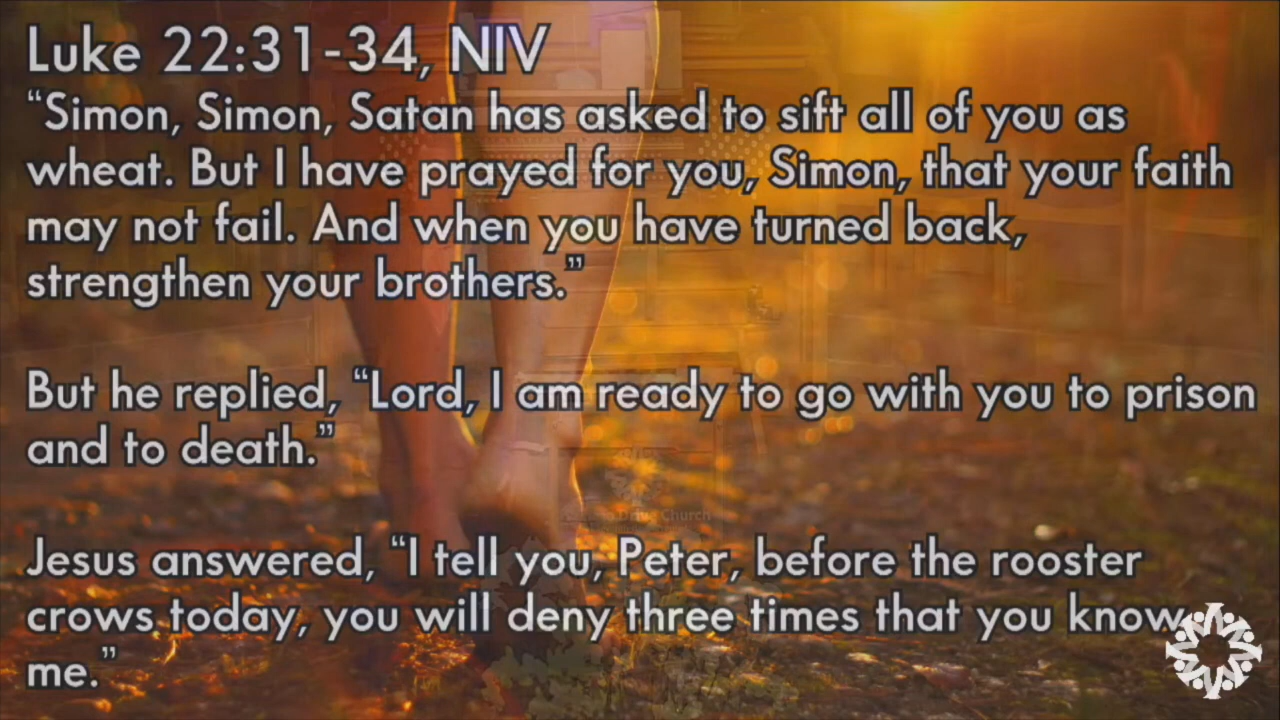 Luke 22:31-34, NIV
“Simon, Simon, Satan has asked to sift all of you as
wheat. But I have prayed for you, Simon, that your faith
may not fail. And when you have turned back,
strengthen your brothers.”
But he replied, “Lord, I am ready to go with you to prison
and to death.”
Jesus answered, “I tell you, Peter, before the rooster
crows today, you will deny three times that you know
me.”
Church